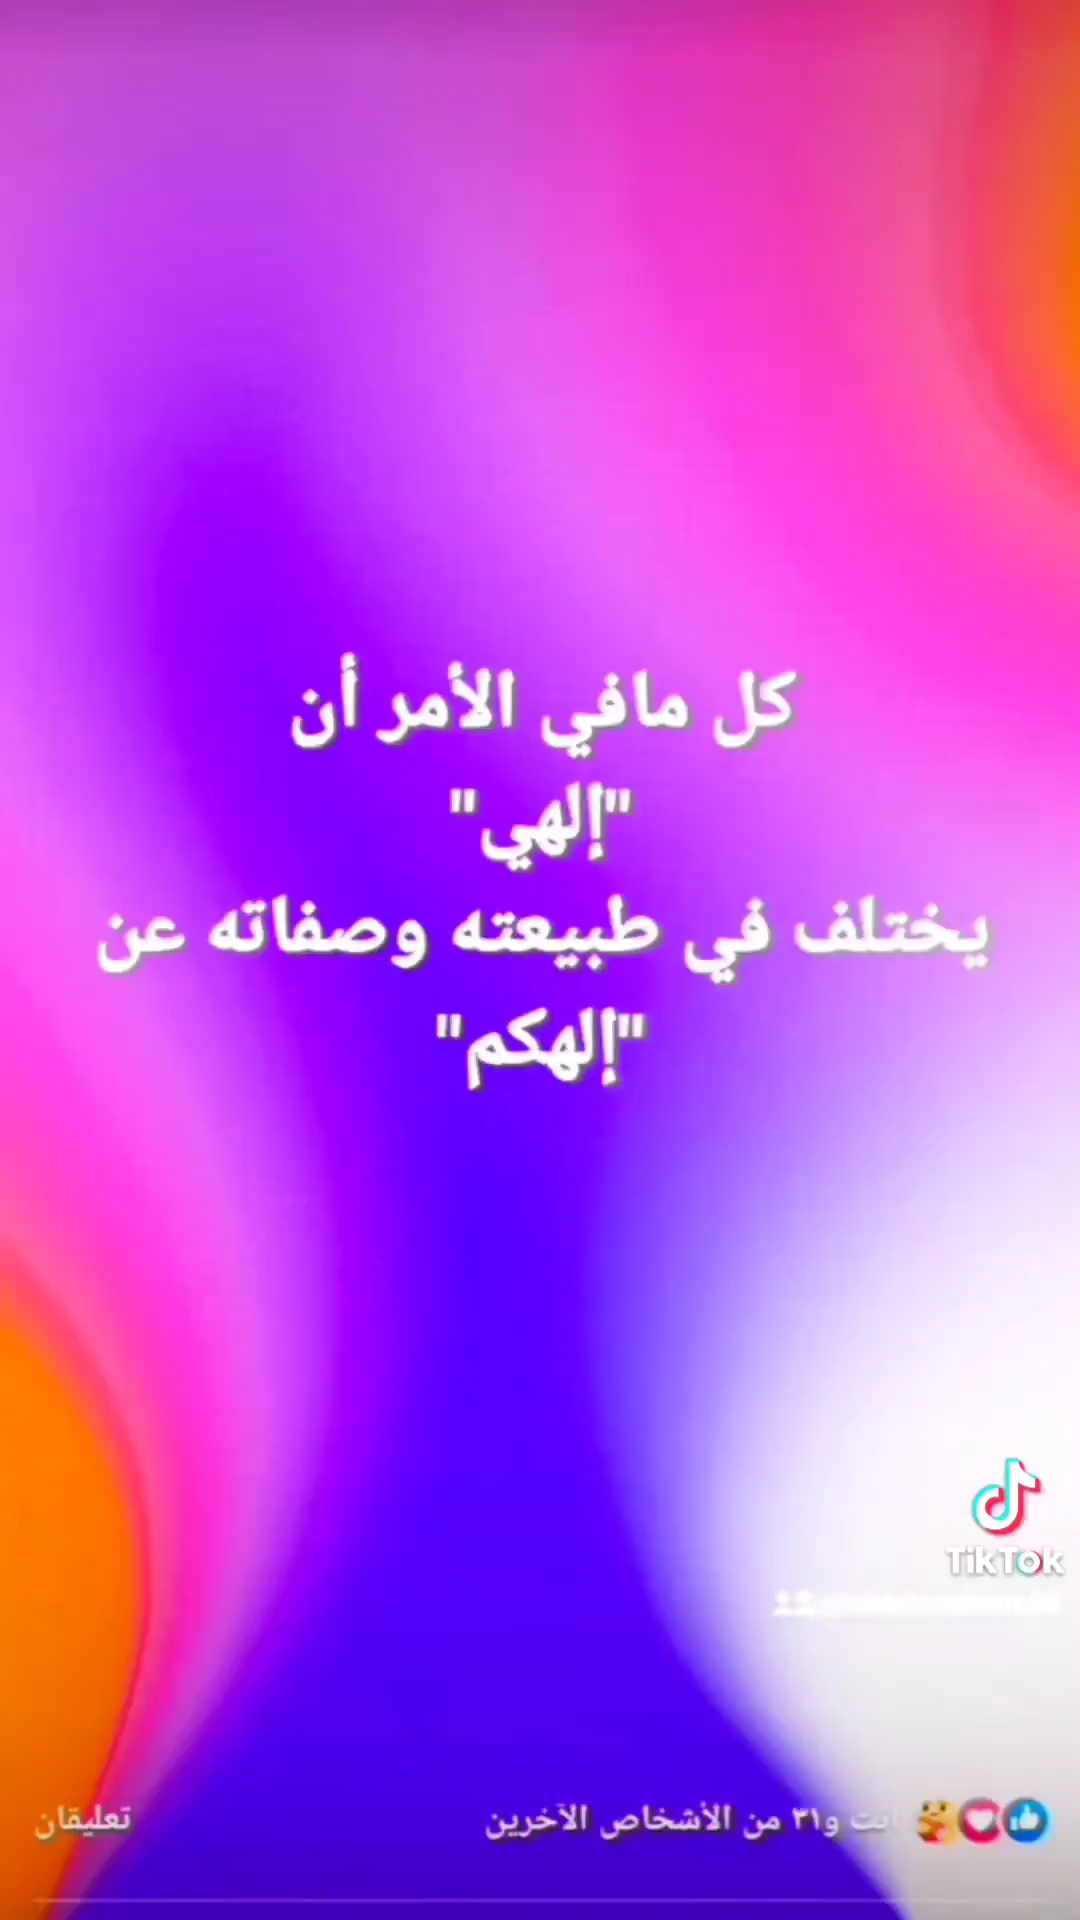 كل مافي الأمر أن
"إلهي"
يختلف في طبيعته وصفاته عن
"إلهكم"
TikTok
أنت و٣١ من الأشخاص الآخرين
تعليقان